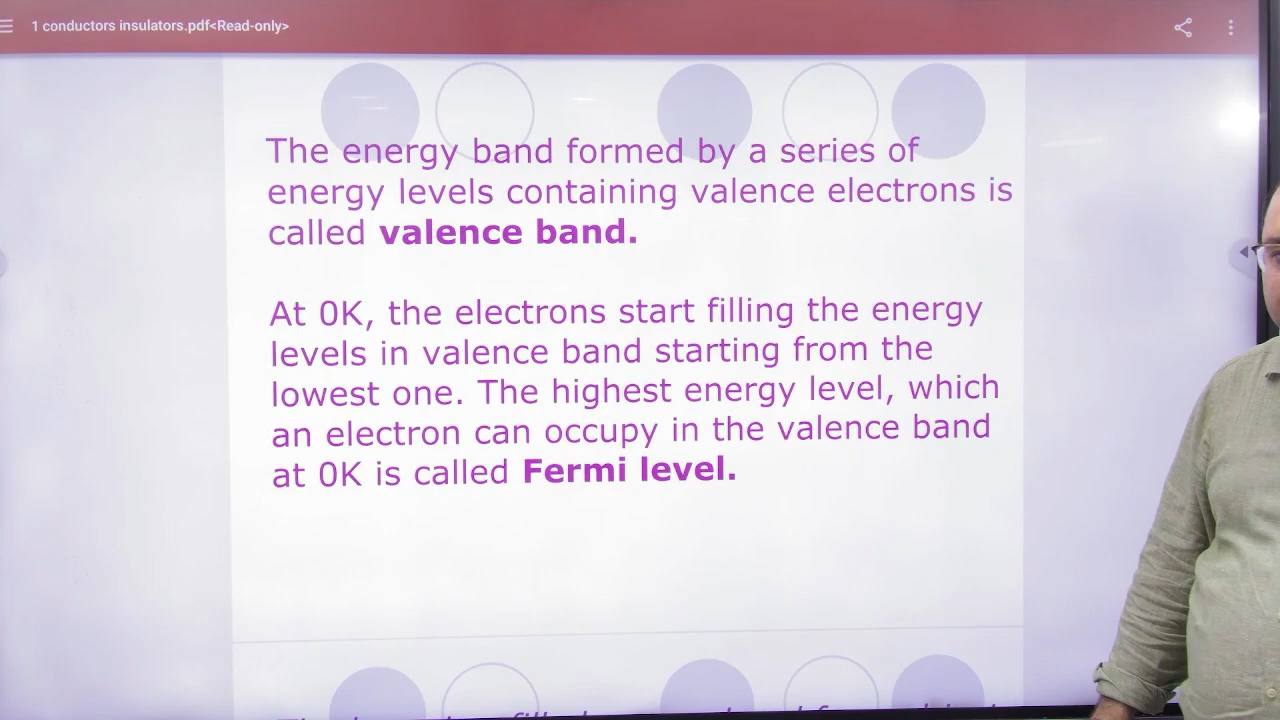 1 conductors insulators.pdf<Read-only>
The energy band formed by a series of
energy levels containing valence electrons is
called valence band.
At 0K, the electrons start filling the energy
levels in valence band starting from the
lowest one. The highest energy level, which
an electron can occupy in the valence band
at 0K is called Fermi level.